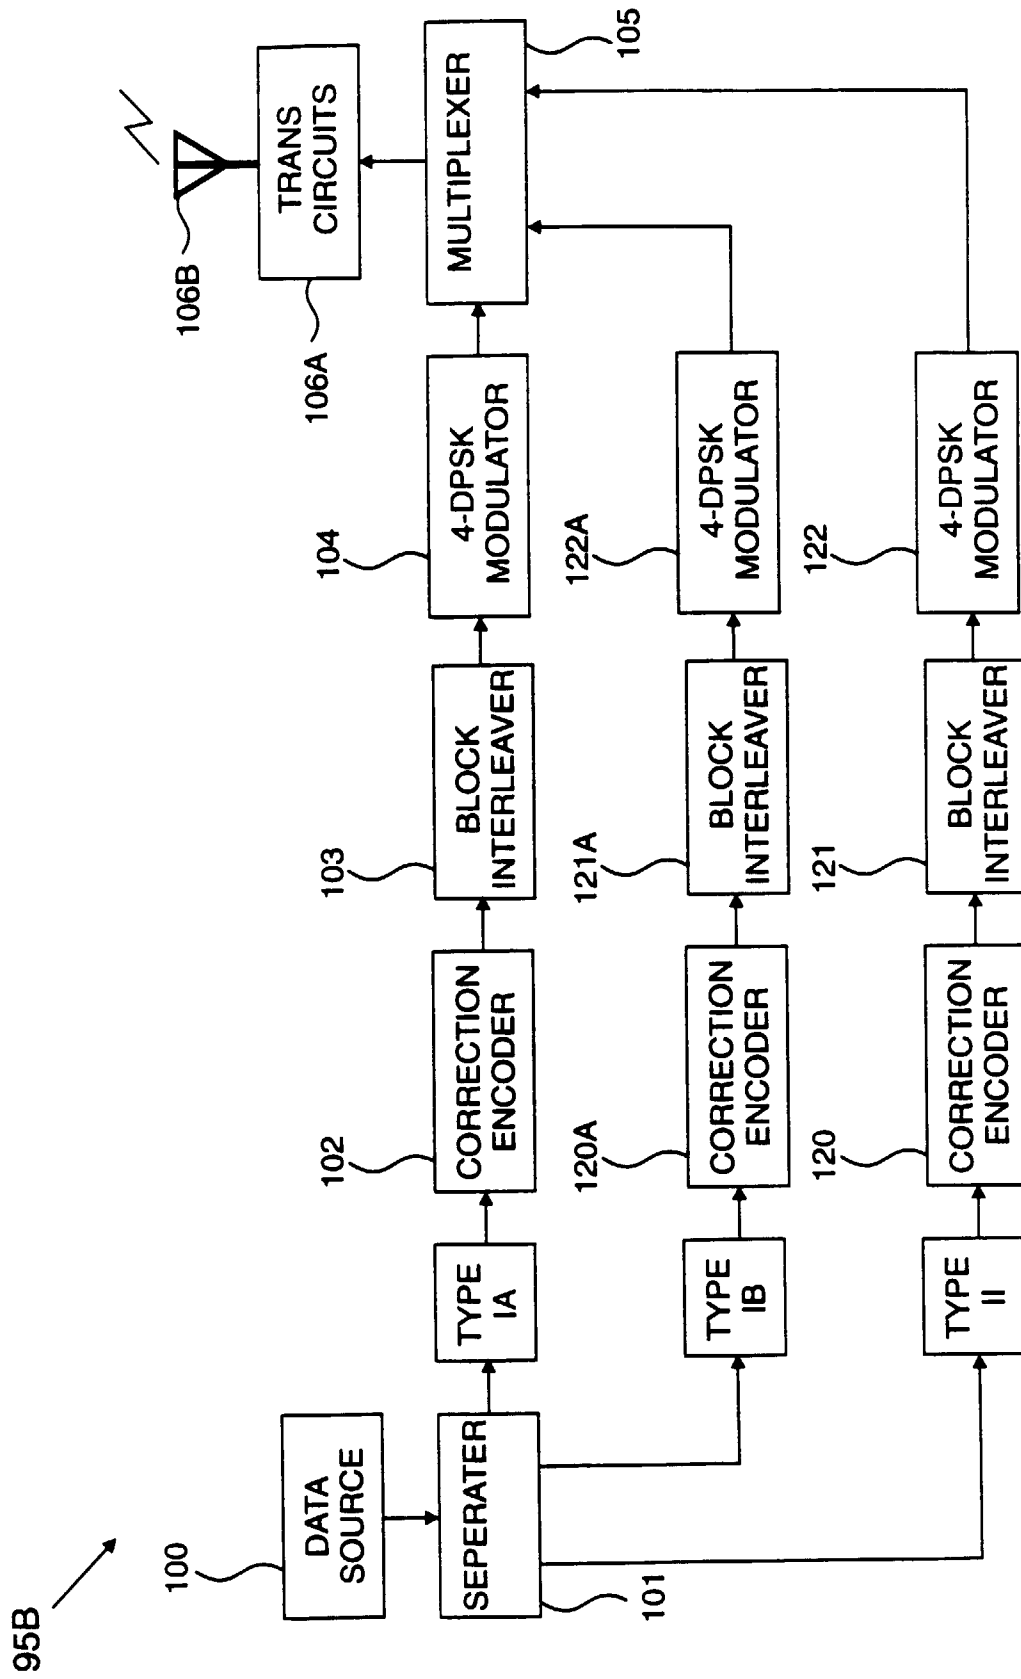 95B
100
DATA
SOURCE
106B
TRANS
CIRCUITS
106A
SEPERATER
101
TYPE
IA
102
CORRECTION
ENCODER
103
BLOCK
INTERLEAVER
104
4-DPSK
MODULATOR
MULTIPLEXER
105
TYPE
IB
120A
CORRECTION
ENCODER
121A
BLOCK
INTERLEAVER
122A
4-DPSK
MODULATOR
TYPE
II
120
CORRECTION
ENCODER
121
BLOCK
INTERLEAVER
122
4-DPSK
MODULATOR